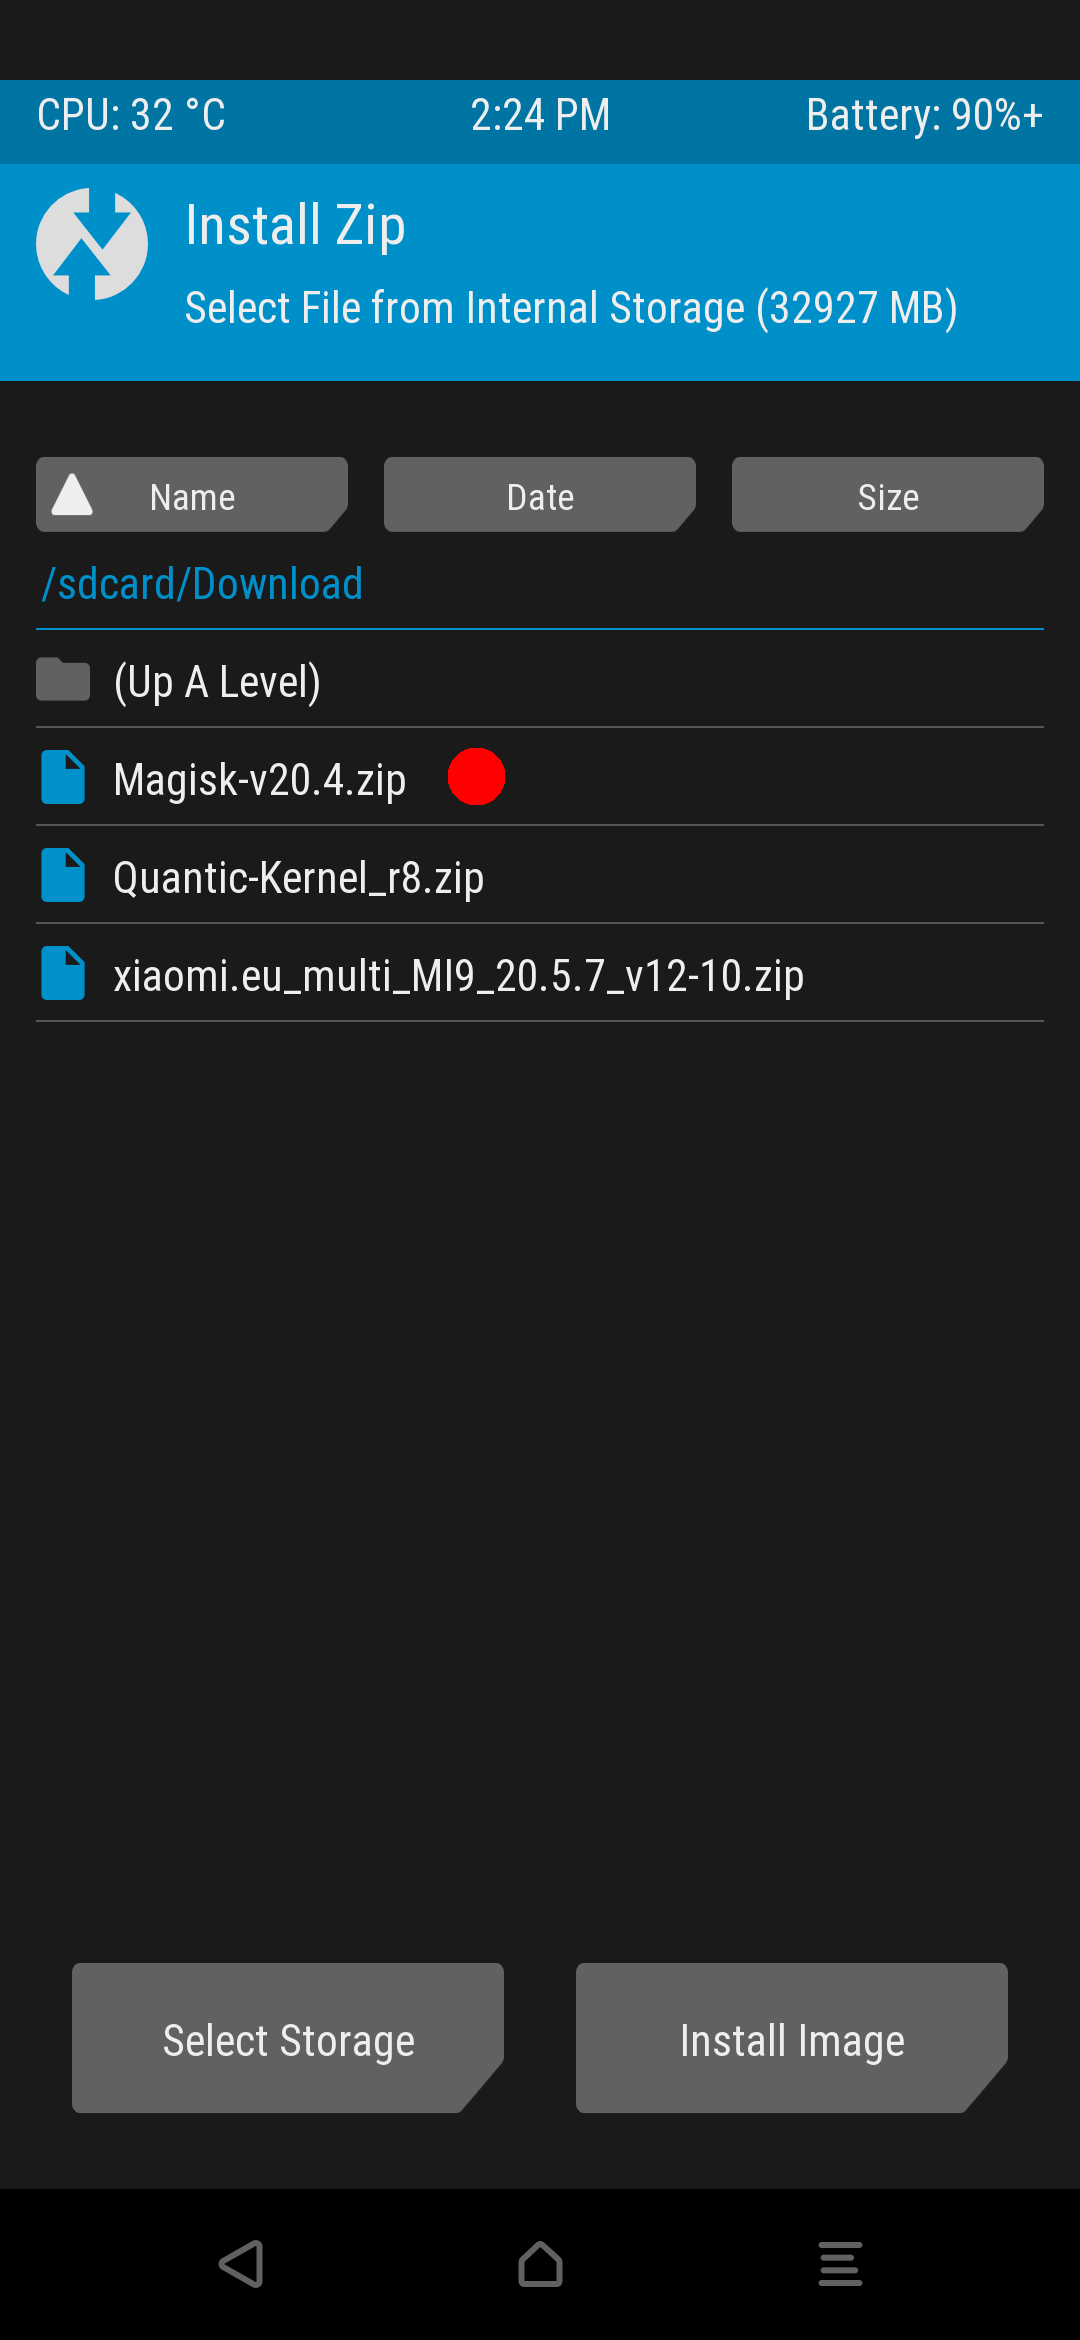 CPU: 32 °C 2:24 PM Battery: 90%+
Install Zip
Select File from Internal Storage (32927 MB)
Name Date Size
/sdcard/Download
(Up A Level)
Magisk-v20.4.zip
Quantic-Kernel_r8.zip
xiaomi.eu_multi_MI9_20.5.7_v12-10.zip
Select Storage Install Image